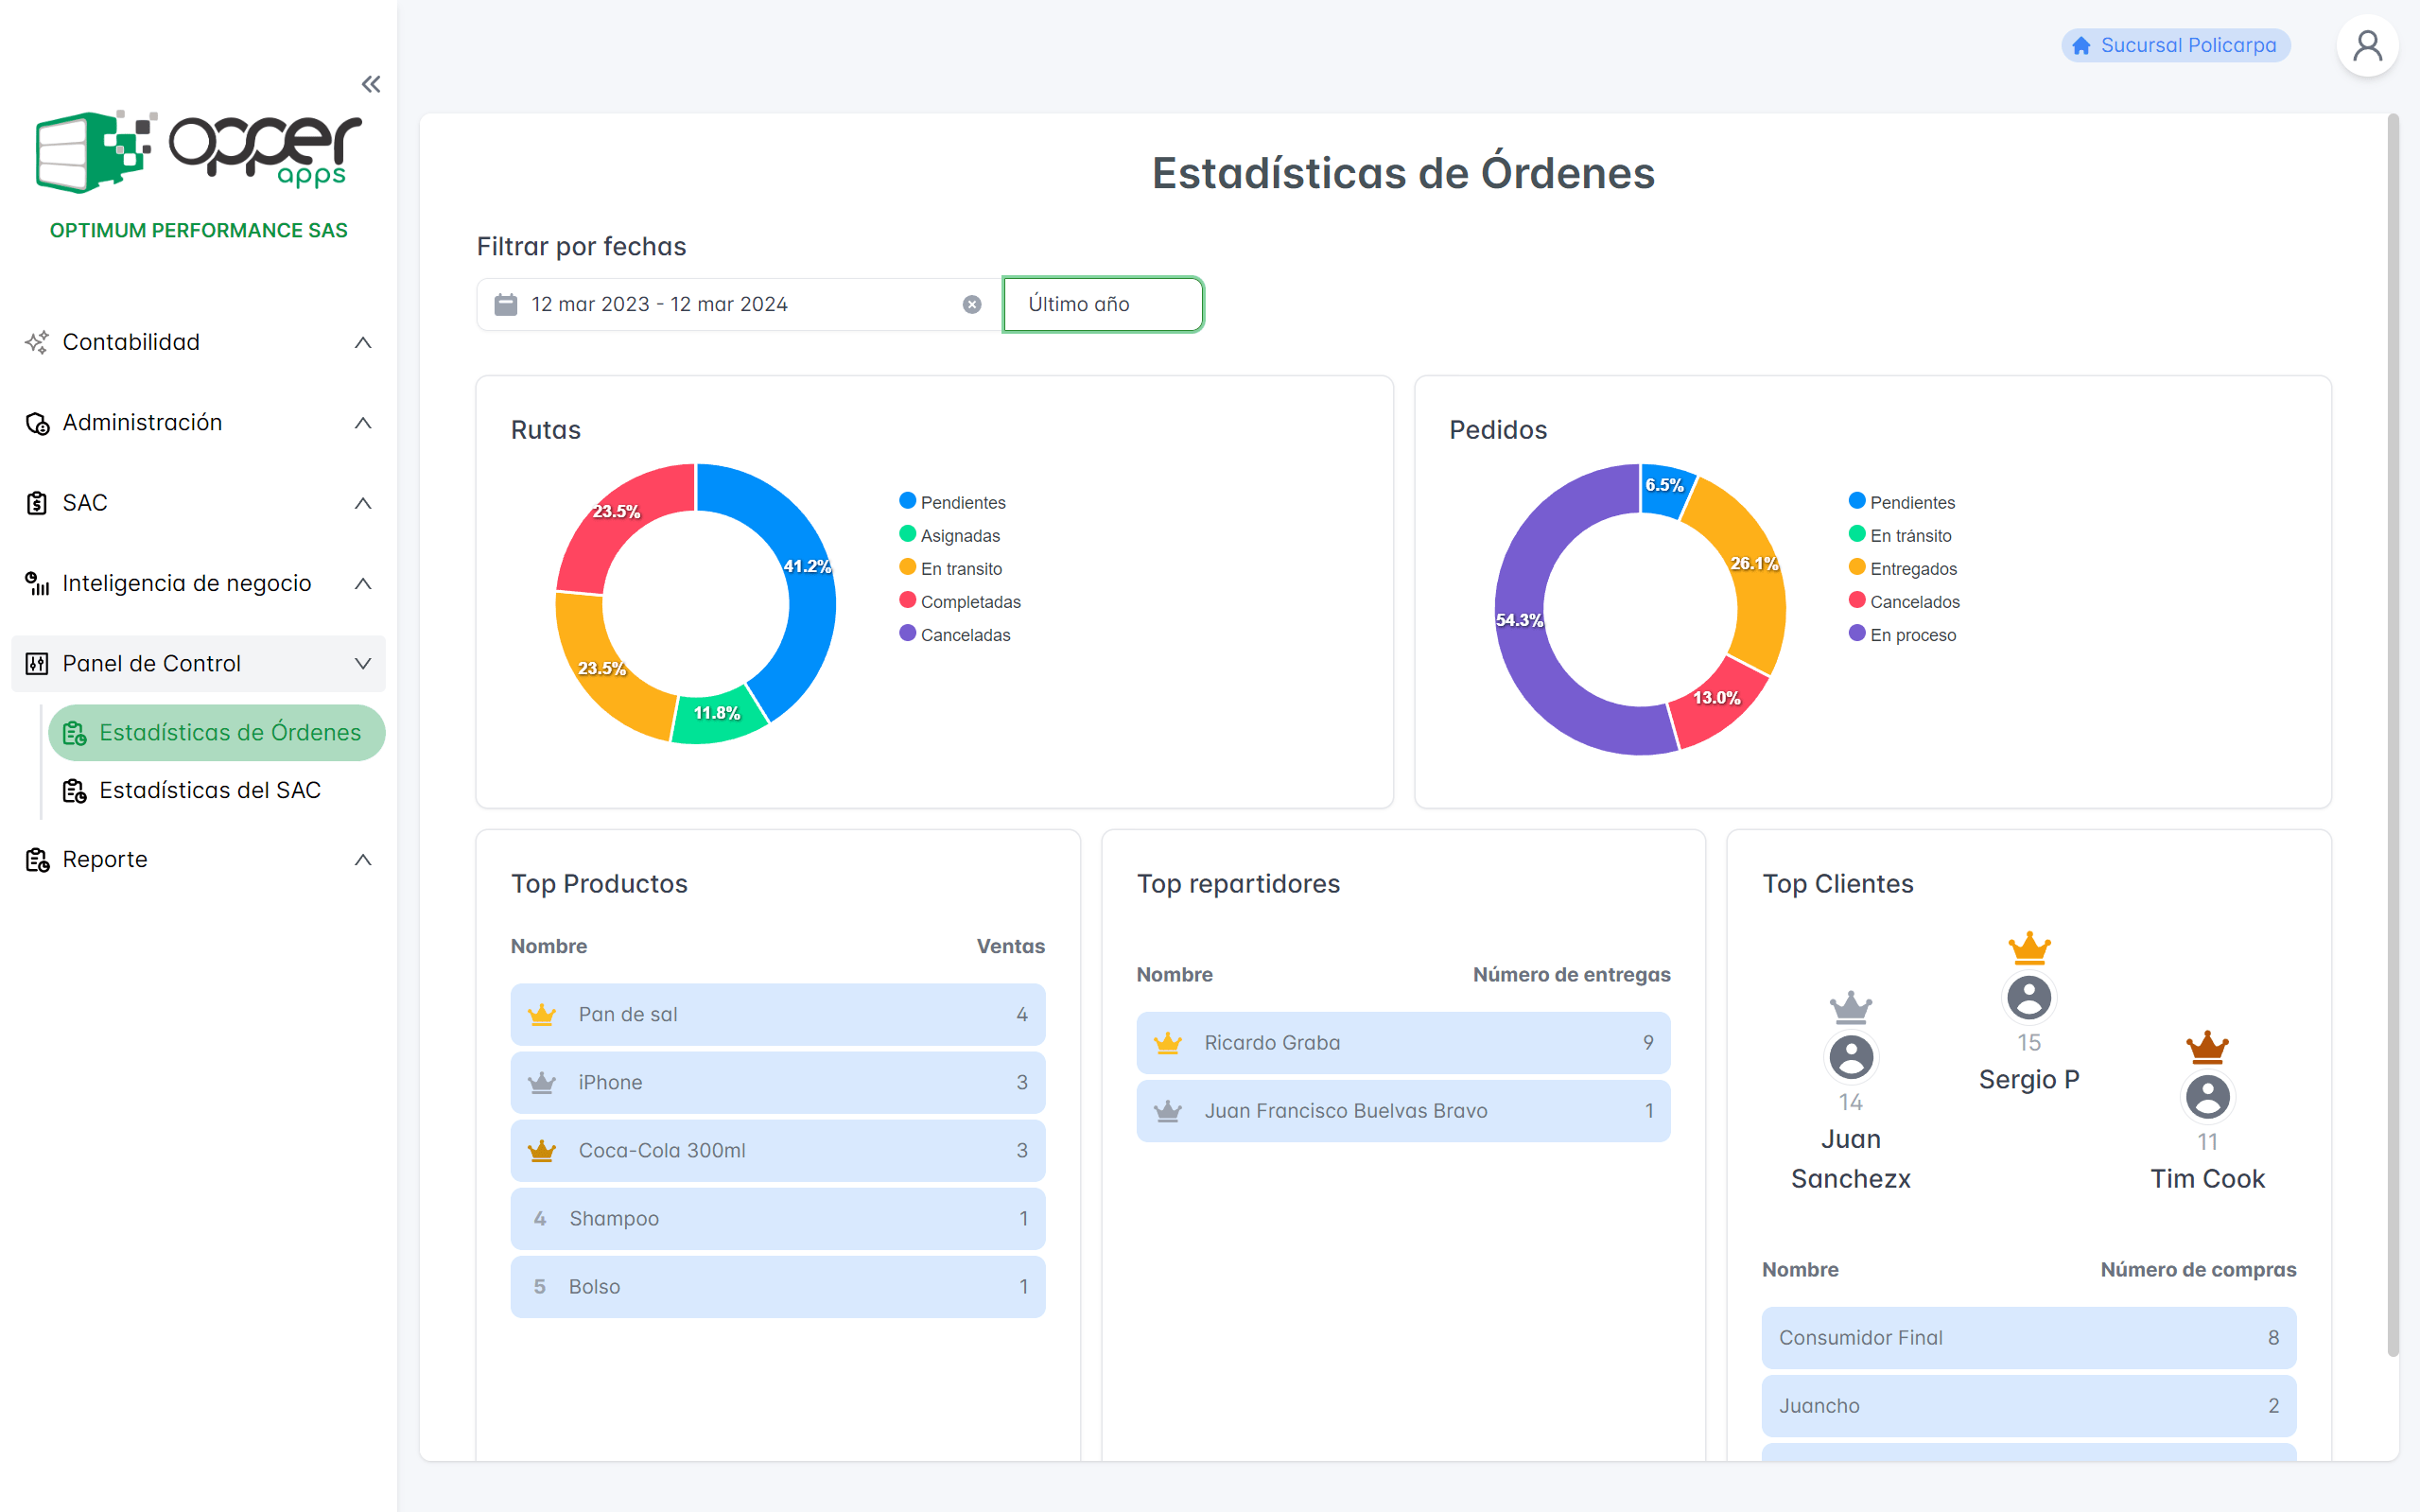 Sucursal Policarpa
opper
apps
OPTIMUM PERFORMANCE SAS
Contabilidad
Administración
SAC
Inteligencia de negocio
Panel de Control
Estadísticas de Órdenes
Estadísticas del SAC
Reporte
Estadísticas de Órdenes
Filtrar por fechas
12 mar 2023 - 12 mar 2024
Último año
Rutas
23.5%
41.2%
23.5%
11.8%
Pendientes
Asignadas
En transito
Completadas
Canceladas
Pedidos
6.5%
26.1%
54.3%
13.0%
Pendientes
En tránsito
Entregados
Cancelados
En proceso
Top Productos
Nombre Ventas
Pan de sal 4
iPhone 3
Coca-Cola 300ml 3
4 Shampoo 1
5 Bolso 1
Top repartidores
Nombre Número de entregas
Ricardo Graba 9
Juan Francisco Buelvas Bravo 1
Top Clientes
15
Sergio P
14
Juan
Sanchezx
11
Tim Cook
Nombre Número de compras
Consumidor Final 8
Juancho 2